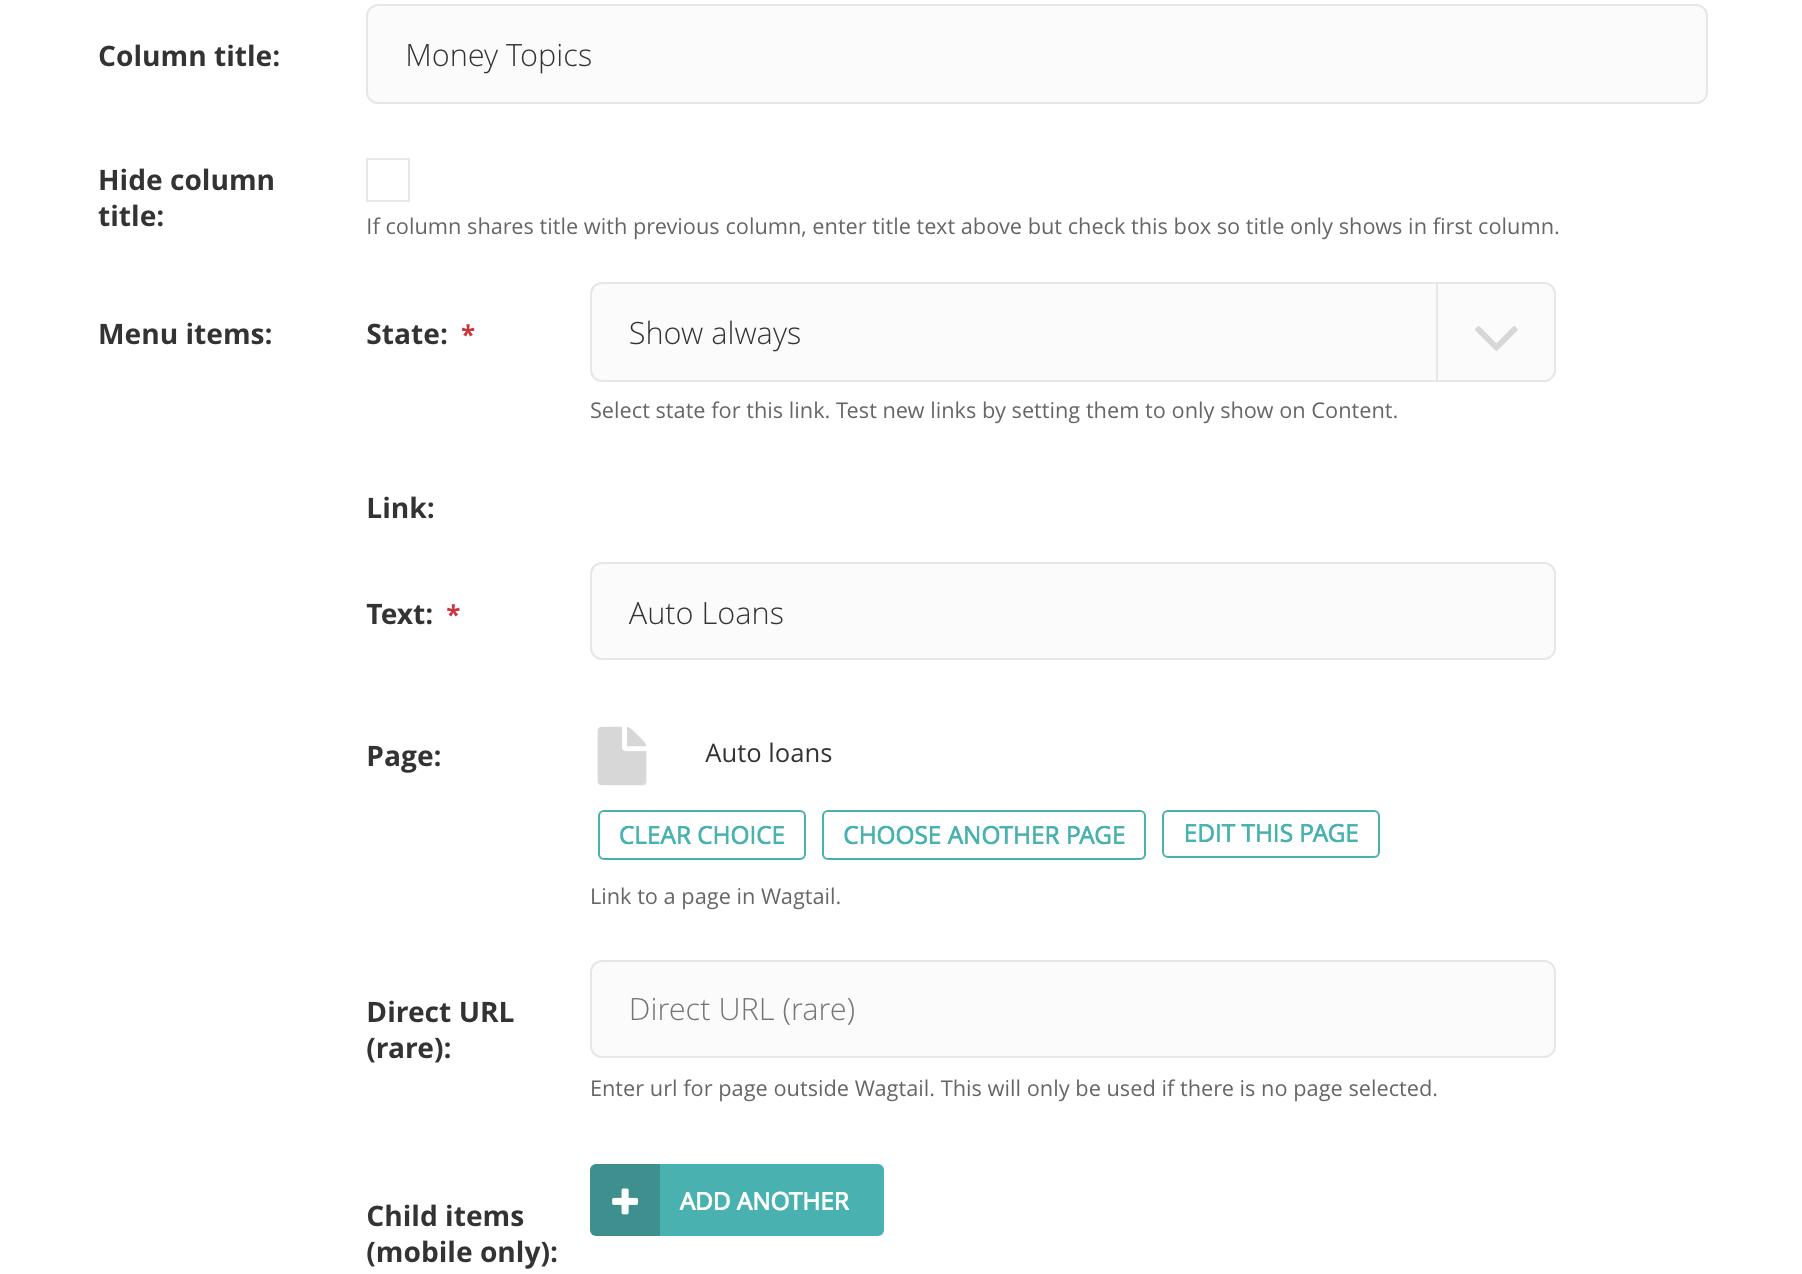 Column title:
Money Topics
Hide column
title:
If column shares title with previous column, enter title text above but check this box so title only shows in first column.
Menu items:
State: *
Show always
Select state for this link. Test new links by setting them to only show on Content.
Link:
Text: *
Auto Loans
Page:
Auto loans
CLEAR CHOICE
CHOOSE ANOTHER PAGE
EDIT THIS PAGE
Link to a page in Wagtail.
Direct URL
(rare):
Direct URL (rare)
Enter url for page outside Wagtail. This will only be used if there is no page selected.
Child items
(mobile only):
ADD ANOTHER